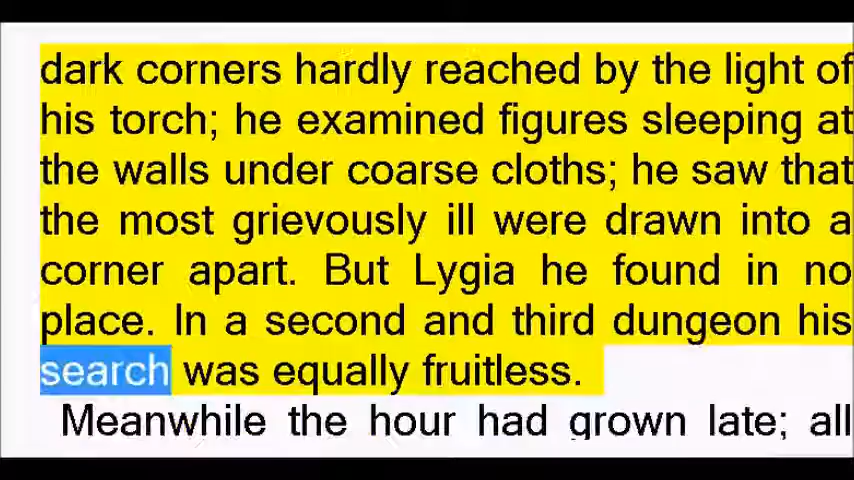 dark corners hardly reached by the light of
his torch; he examined figures sleeping at
the walls under coarse cloths; he saw that
the most grievously ill were drawn into a
corner apart. But Lygia he found in no
place. In a second and third dungeon his
search was equally fruitless.
Meanwhile the hour had grown late; all